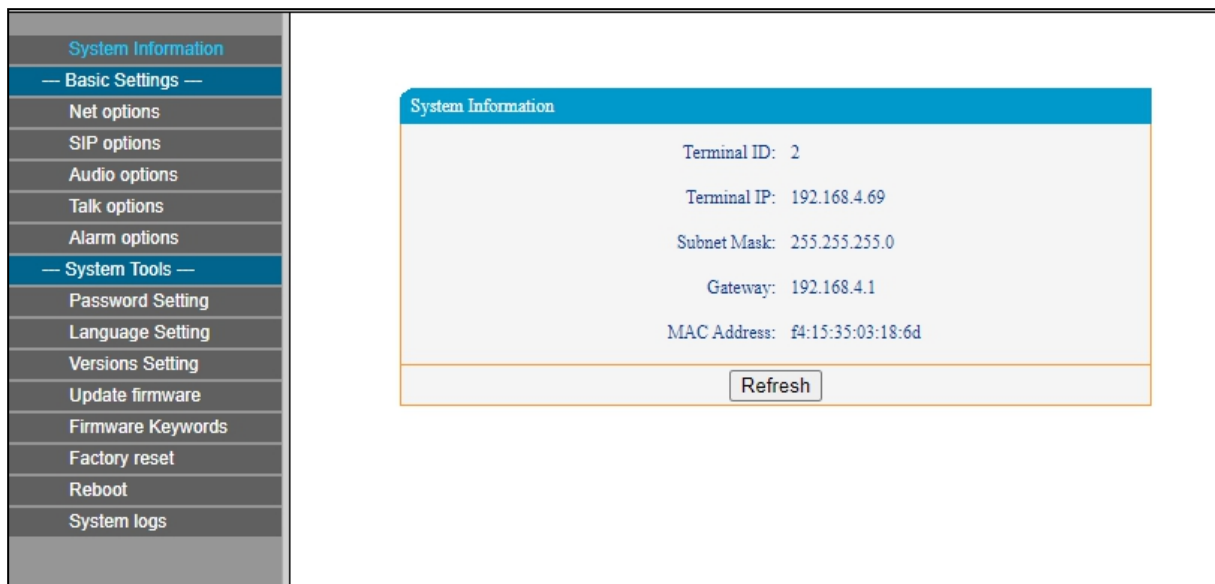 System Information
— Basic Settings —
Net options
SIP options
Audio options
Talk options
Alarm options
— System Tools —
Password Setting
Language Setting
Versions Setting
Update firmware
Firmware Keywords
Factory reset
Reboot
System logs
System Information
Terminal ID: 2
Terminal IP: 192.168.4.69
Subnet Mask: 255.255.255.0
Gateway: 192.168.4.1
MAC Address: f4:15:35:03:18:6d
Refresh